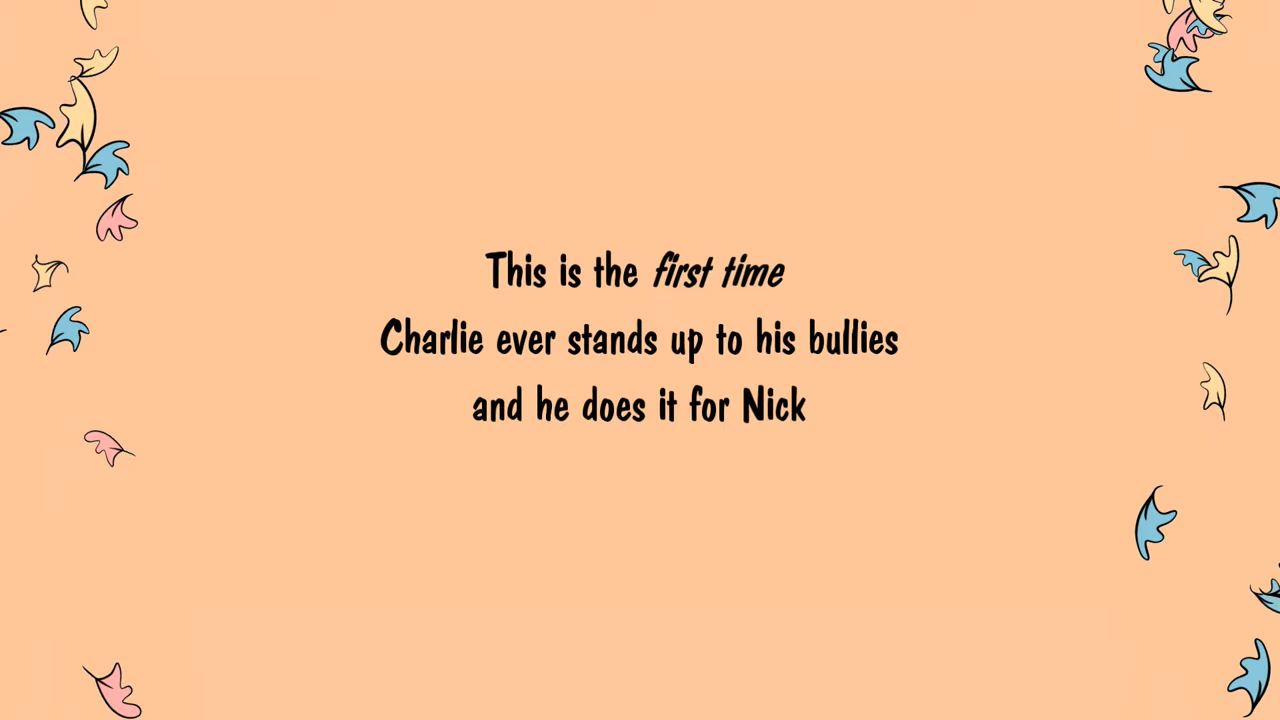 This is the first time
Charlie ever stands up to his bullies
and he does it for Nick